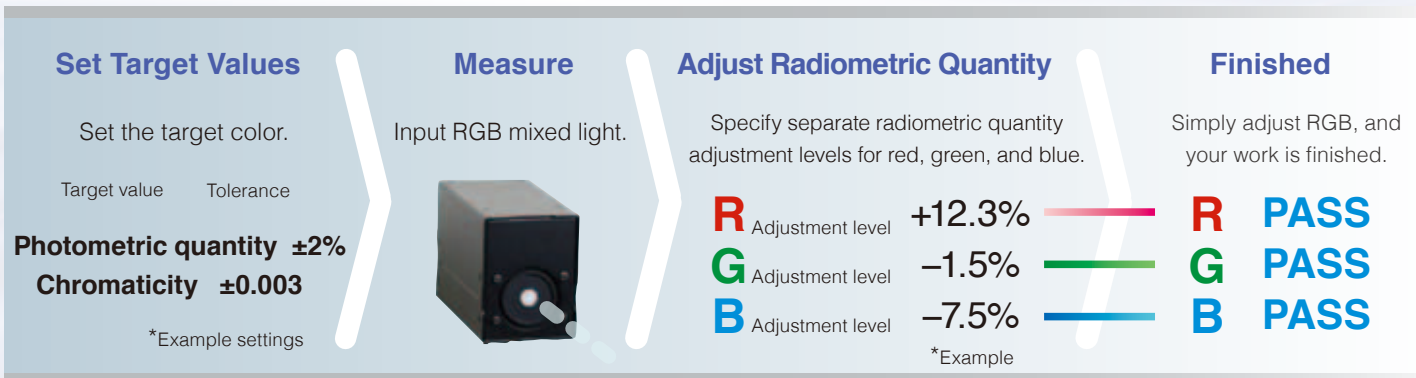 Set Target Values
Set the target color.
Target value Tolerance
Photometric quantity ±2%
Chromaticity ±0.003
*Example settings
Measure
Input RGB mixed light.
Adjust Radiometric Quantity
Specify separate radiometric quantity
adjustment levels for red, green, and blue.
R Adjustment level +12.3%
G Adjustment level –1.5%
B Adjustment level –7.5%
*Example
Finished
Simply adjust RGB, and
your work is finished.
R PASS
G PASS
B PASS